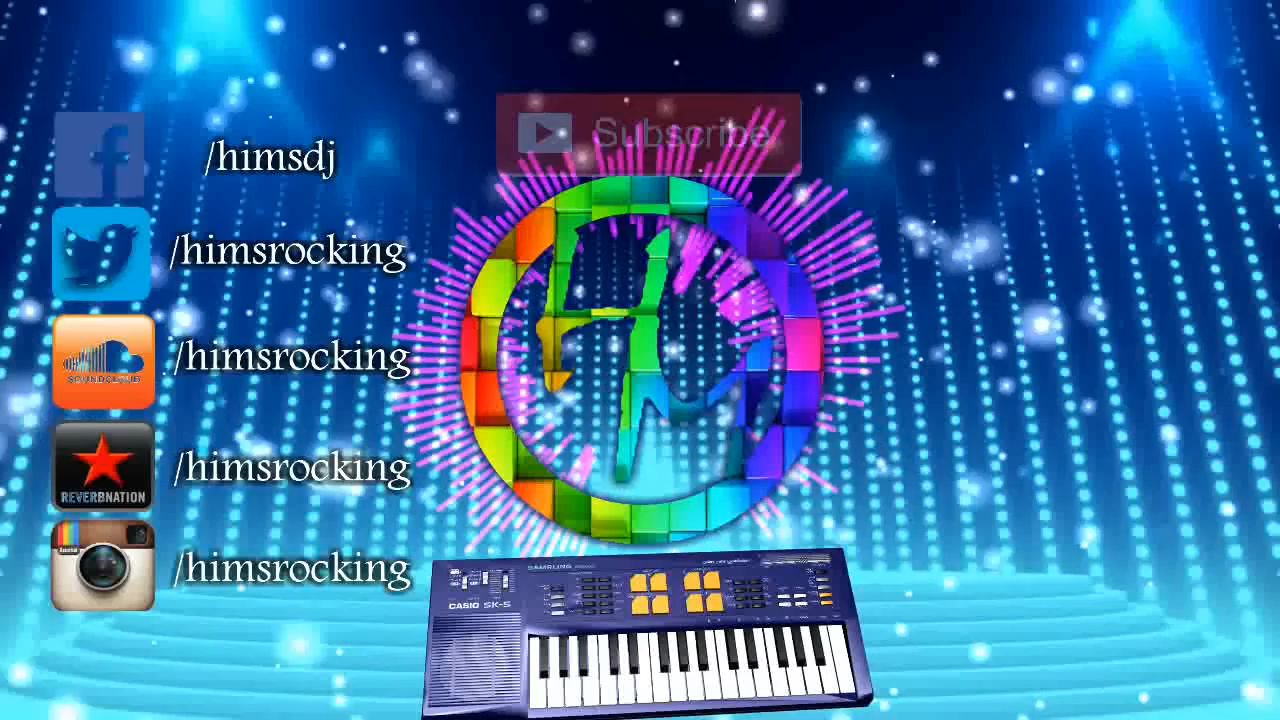 Subscribe
/himsdj
/himsrocking
/himsrocking
SOUNDCLOUD
/himsrocking
REVERBNATION
/himsrocking
CASIO SK-5